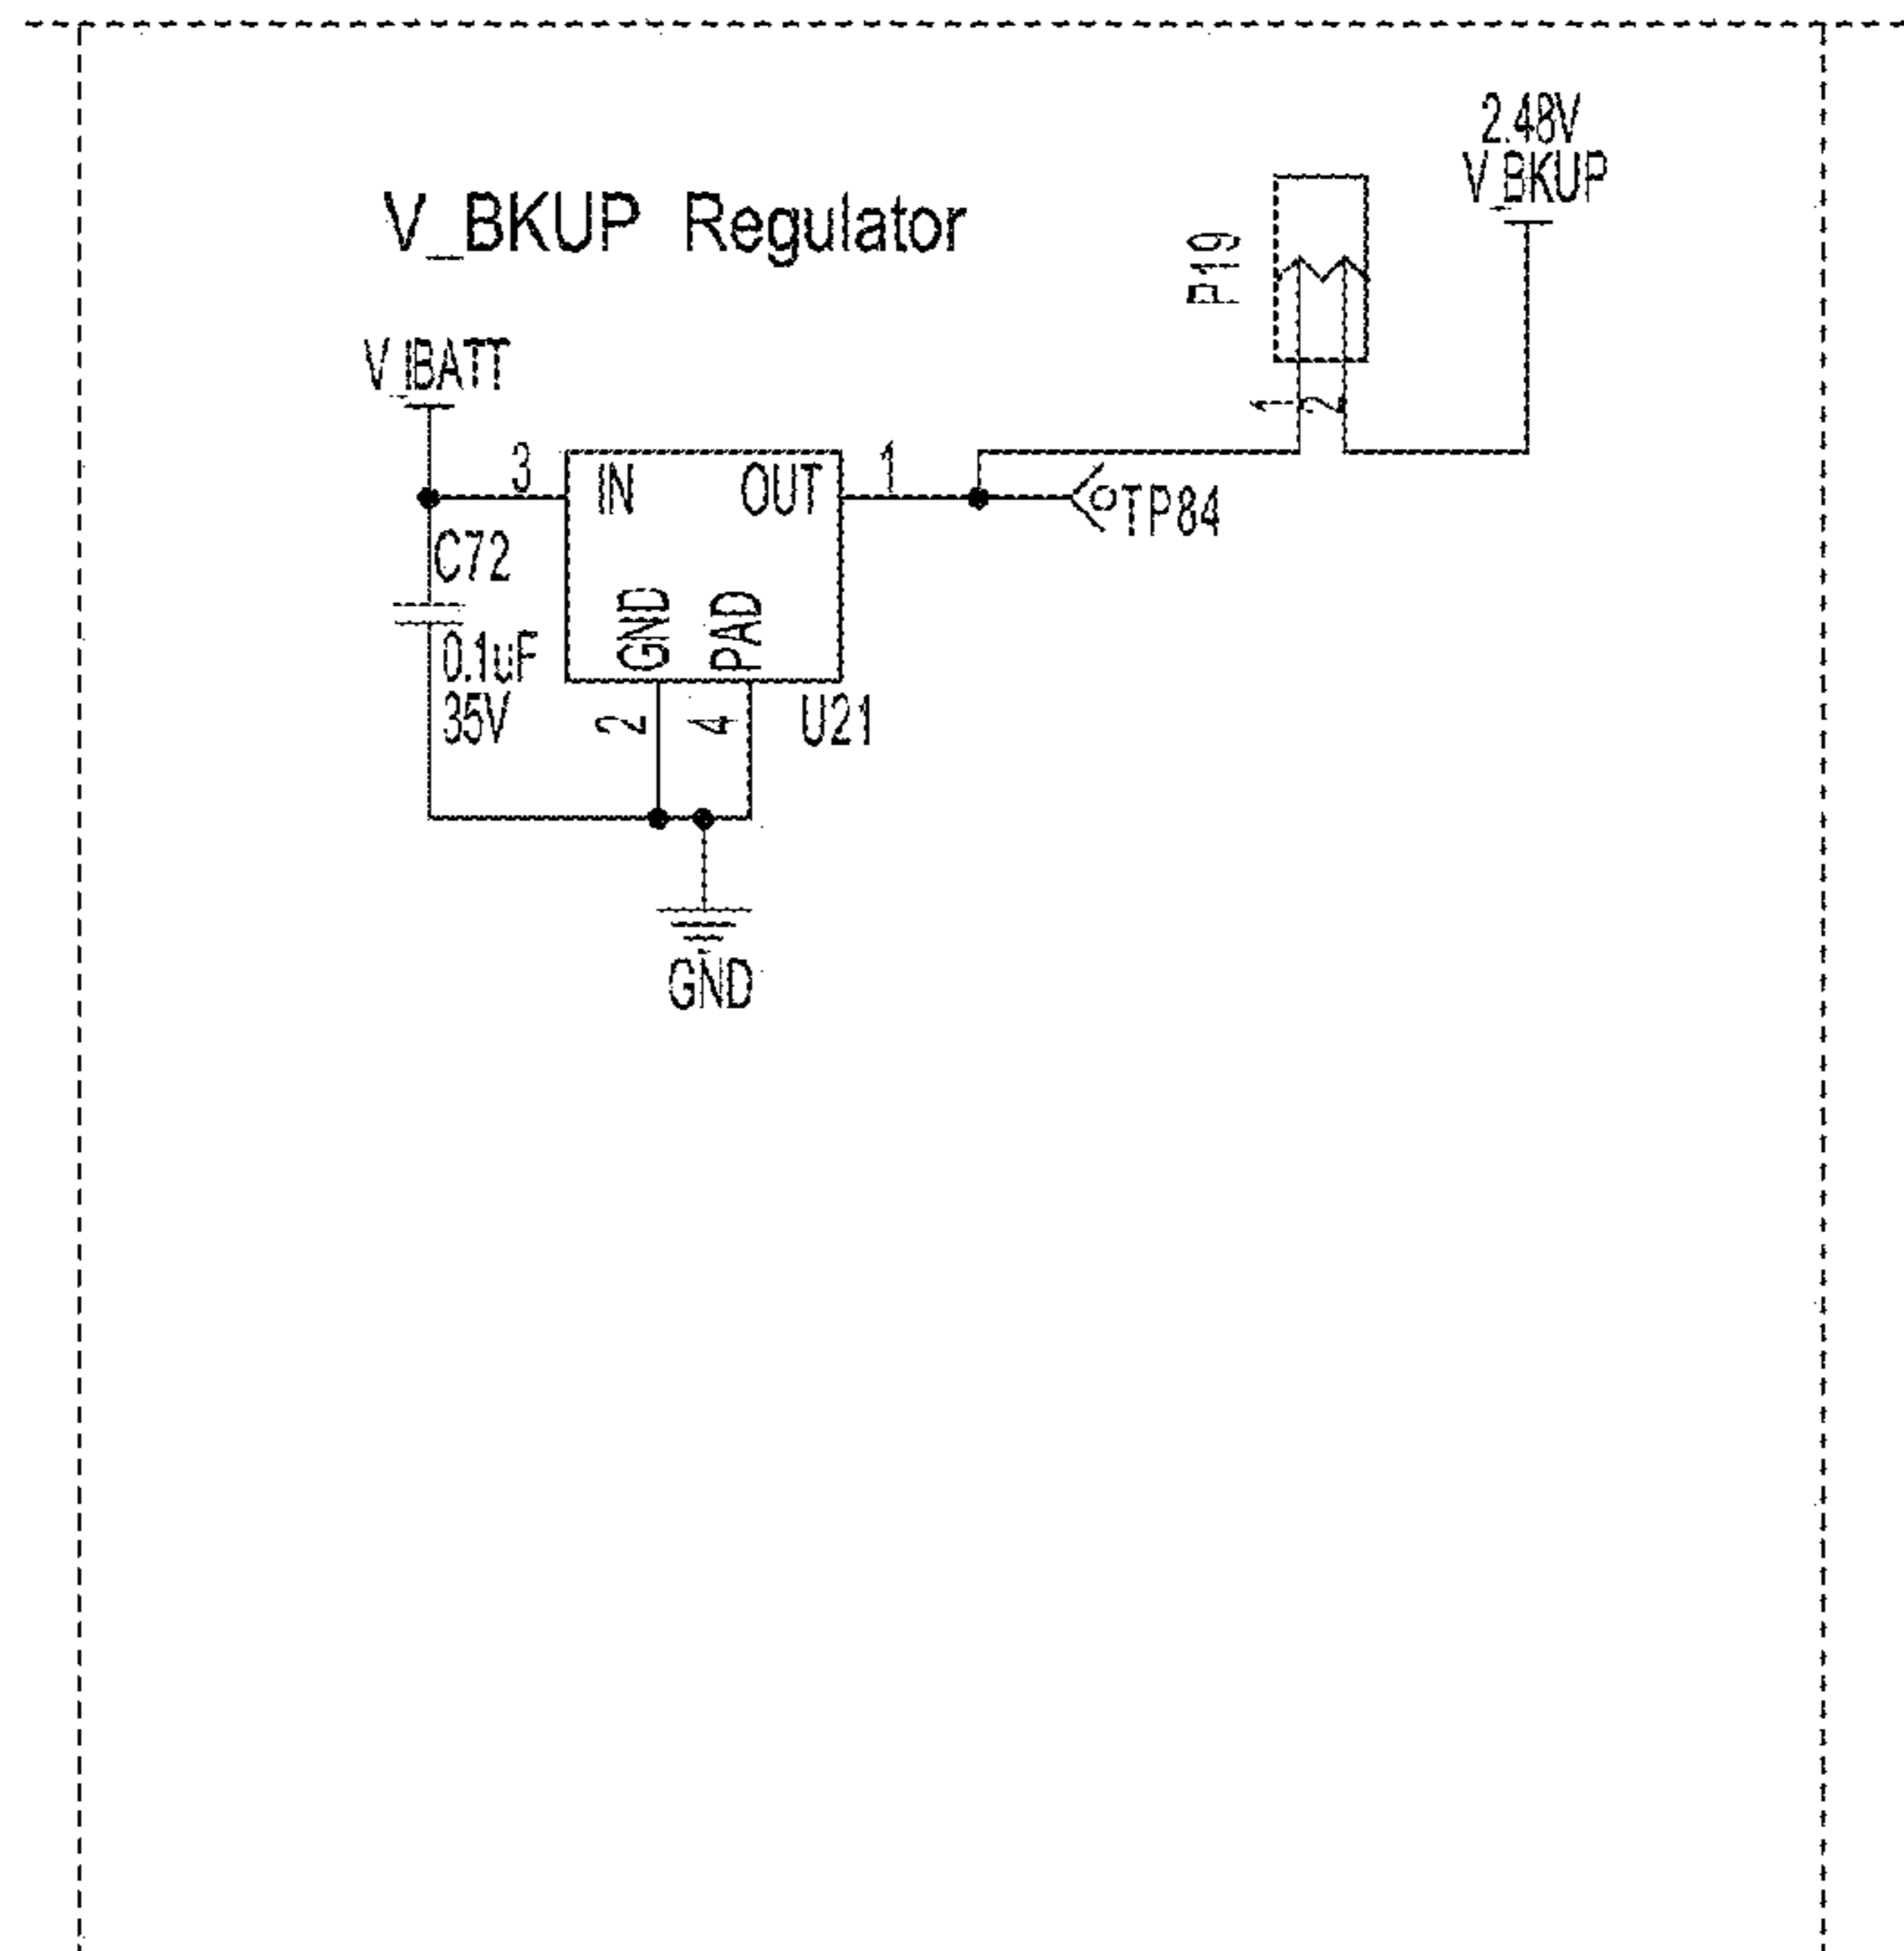 2.48V
V_BKUP
V_BKUP Regulator
P19
V_BATT
1
2
3
IN
OUT
1
TP84
C72
0.1uF
35V
GND
PAD
2
4
U21
GND